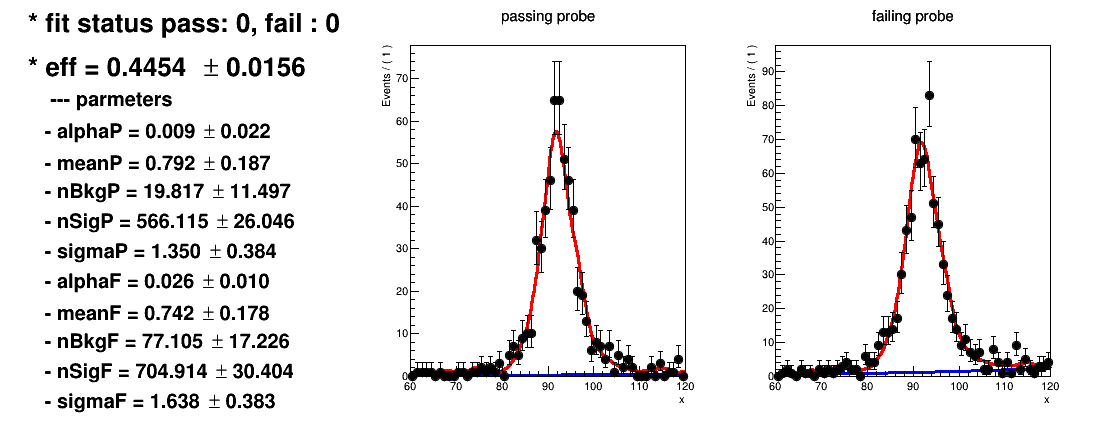 * fit status pass: 0, fail : 0
* eff = 0.4454 ± 0.0156
--- parmeters
- alphaP = 0.009 ± 0.022
- meanP = 0.792 ± 0.187
- nBkgP = 19.817 ± 11.497
- nSigP = 566.115 ± 26.046
- sigmaP = 1.350 ± 0.384
- alphaF = 0.026 ± 0.010
- meanF = 0.742 ± 0.178
- nBkgF = 77.105 ± 17.226
- nSigF = 704.914 ± 30.404
- sigmaF = 1.638 ± 0.383
passing probe
Events / ( 1 )
70
60
50
40
30
20
10
0
60 70 80 90 100 110 120
x
failing probe
Events / ( 1 )
90
80
70
60
50
40
30
20
10
0
60 70 80 90 100 110 120
x